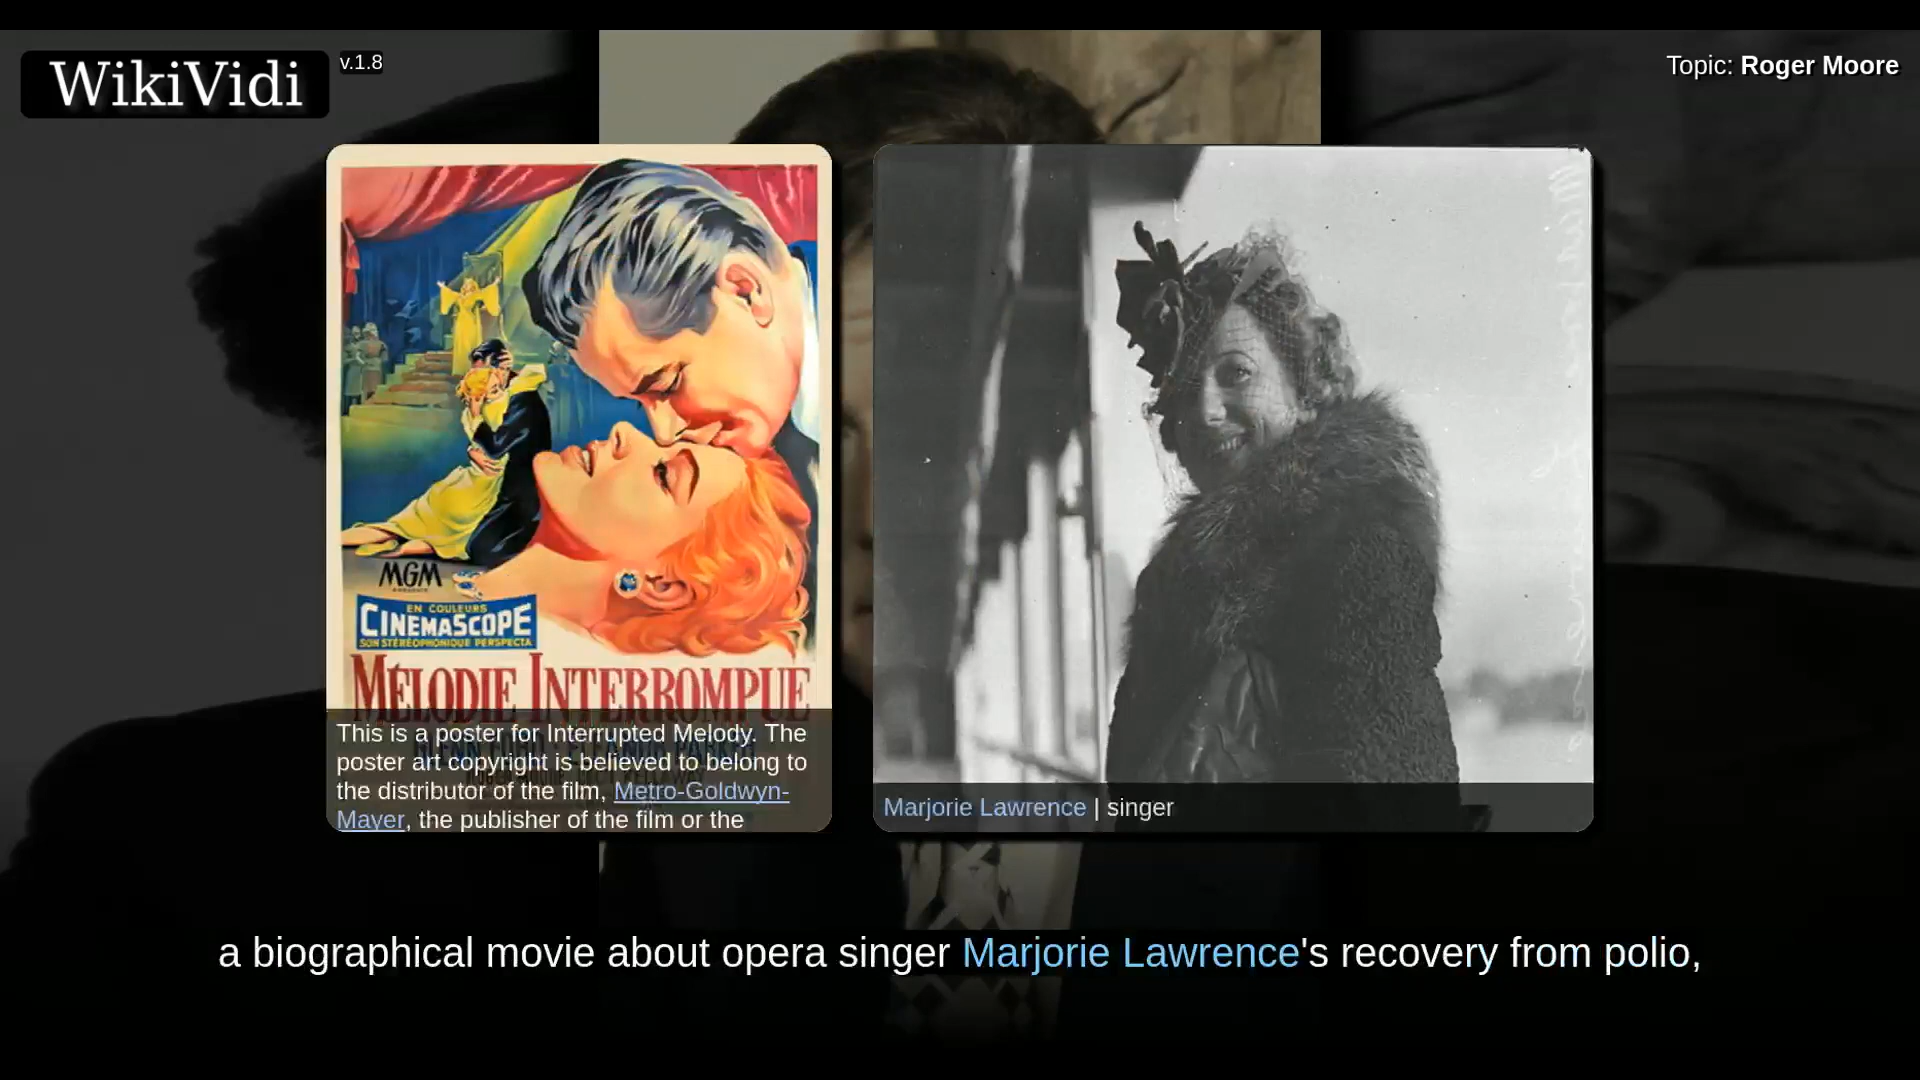 WikiVidi
v.1.8
Topic: Roger Moore
MGM
EN COULEURS
CINEMASCOPE
SON STÉRÉOPHONIQUE PERSPECTA
MÉLODIE INTERROMPUE
This is a poster for Interrupted Melody. The
poster art copyright is believed to belong to
the distributor of the film, Metro-Goldwyn-
Mayer, the publisher of the film or the
Marjorie Lawrence | singer
a biographical movie about opera singer Marjorie Lawrence's recovery from polio,